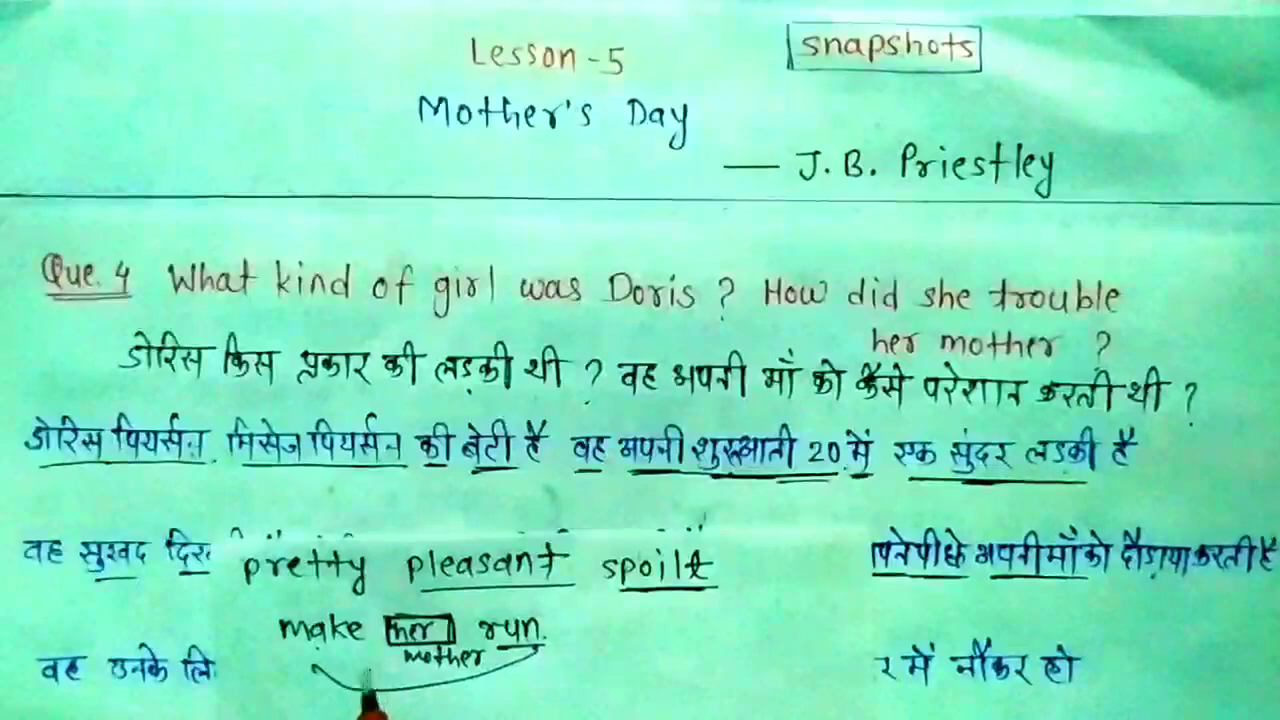 Lesson - 5
snapshots
Mother's Day
— J. B. Priestley
Que. 4 What kind of girl was Doris ? How did she trouble
her mother ?
डोरिस किस प्रकार की लड़की थी ? वह अपनी माँ को कैसे परेशान करती थी ?
डोरिस पियर्सन मिसेज पियर्सन की बेटी है वह अपनी शुरुआती 20 में एक सुंदर लड़की है
वह सुखद pretty pleasant spoilt अपनी माँ को दौड़ाया करती है
make her run.
mother
वह उनके में नौकर हो